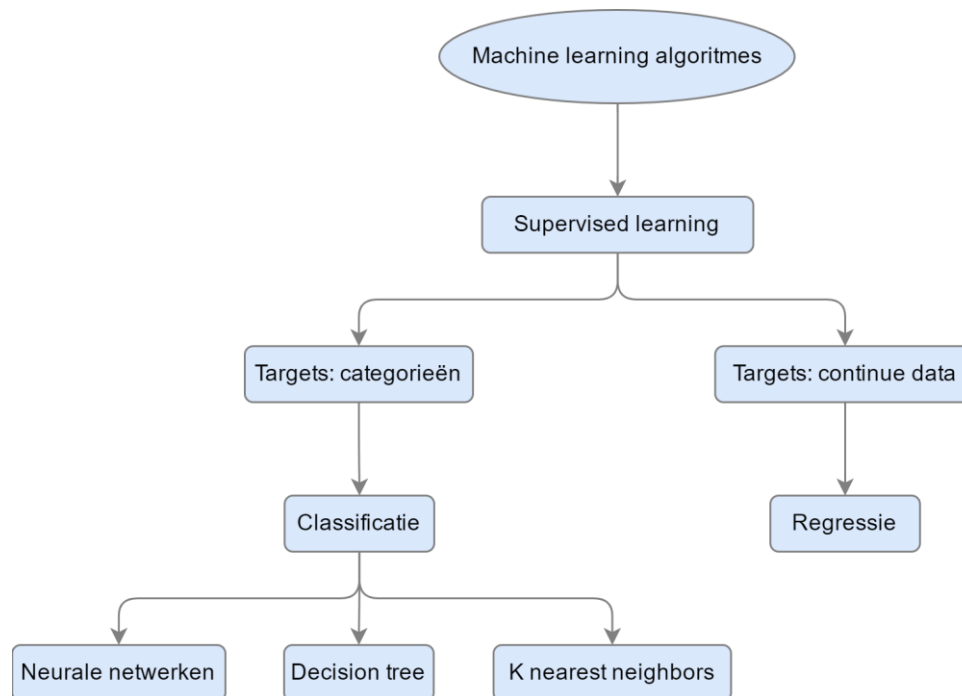 Machine learning algoritmes
Supervised learning
Targets: categorieën
Targets: continue data
Classificatie
Regressie
Neurale netwerken
Decision tree
K nearest neighbors